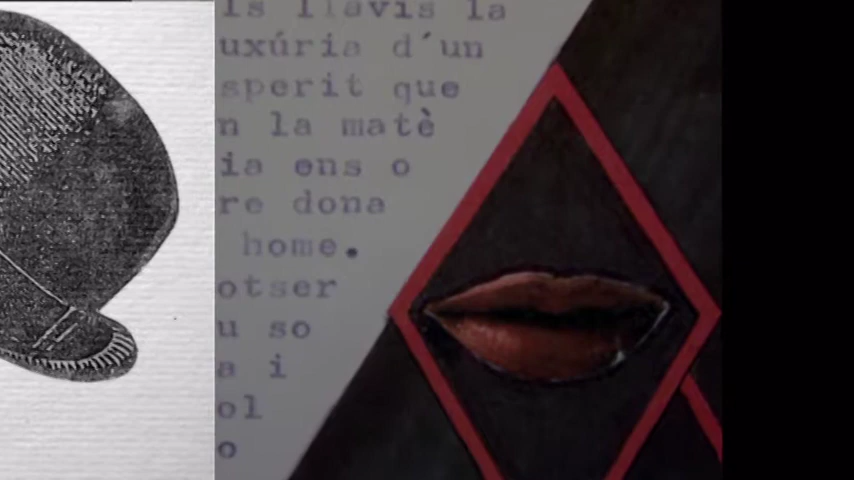 ls llavis la
uxúria d'un
sperit que
n la matè
ia ens o
re dona
home.
otser
u so
a i
ol
o